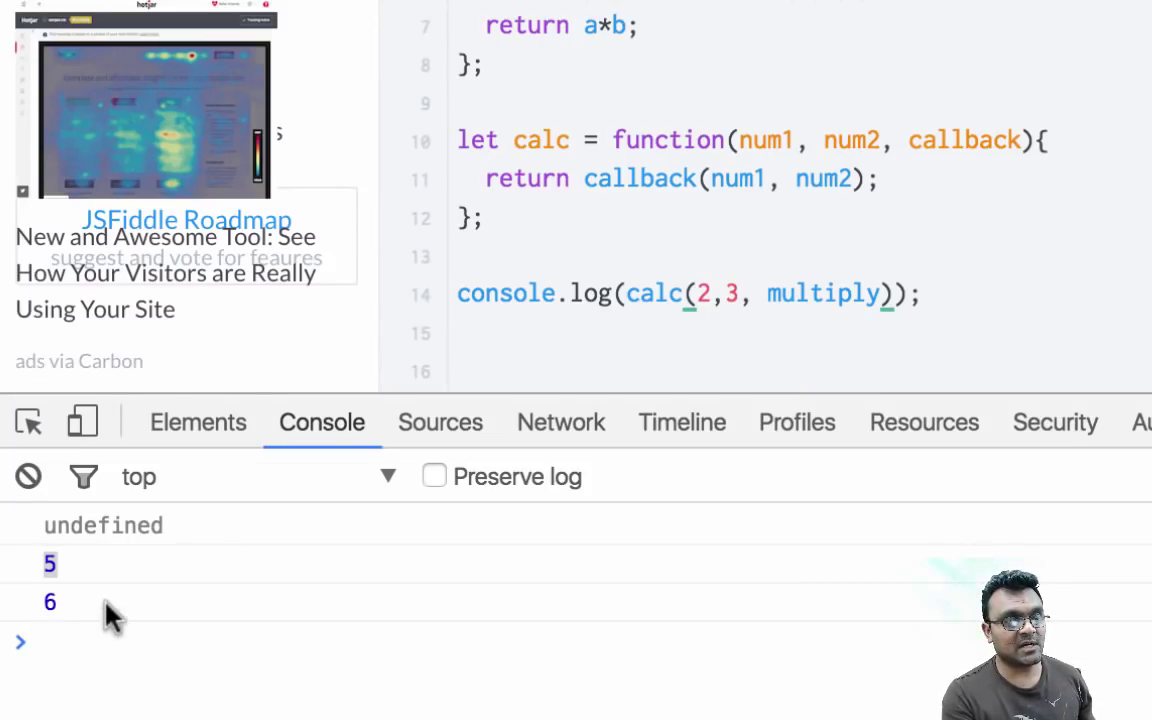 hotjar
s
JSFiddle Roadmap
suggest and vote for feaures
New and Awesome Tool: See
How Your Visitors are Really
Using Your Site
ads via Carbon
7 return a*b;
8 };
9
10 let calc = function(num1, num2, callback){
11 return callback(num1, num2);
12 };
13
14 console.log(calc(2,3, multiply));
15
16
Elements Console Sources Network Timeline Profiles Resources Security Au
top Preserve log
undefined
5
6
>